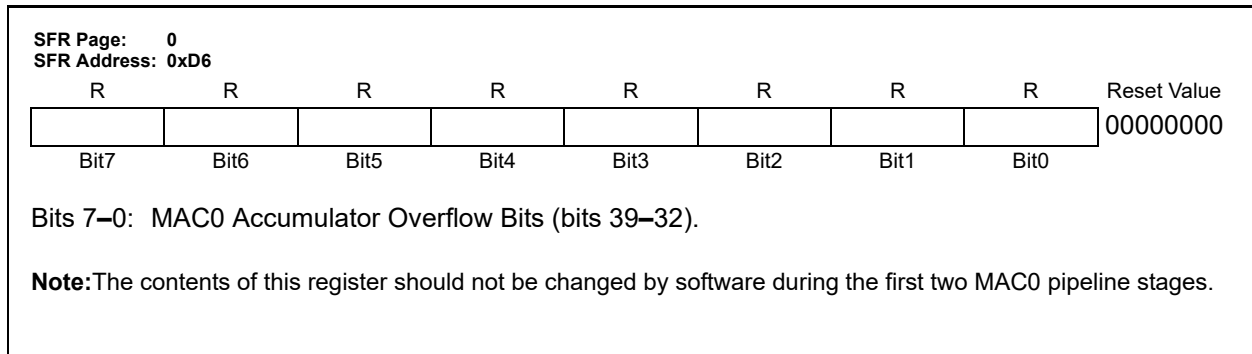 SFR Page: 0
SFR Address: 0xD6
R R R R R R R R Reset Value
00000000
Bit7 Bit6 Bit5 Bit4 Bit3 Bit2 Bit1 Bit0
Bits 7–0: MAC0 Accumulator Overflow Bits (bits 39–32).
Note:The contents of this register should not be changed by software during the first two MAC0 pipeline stages.